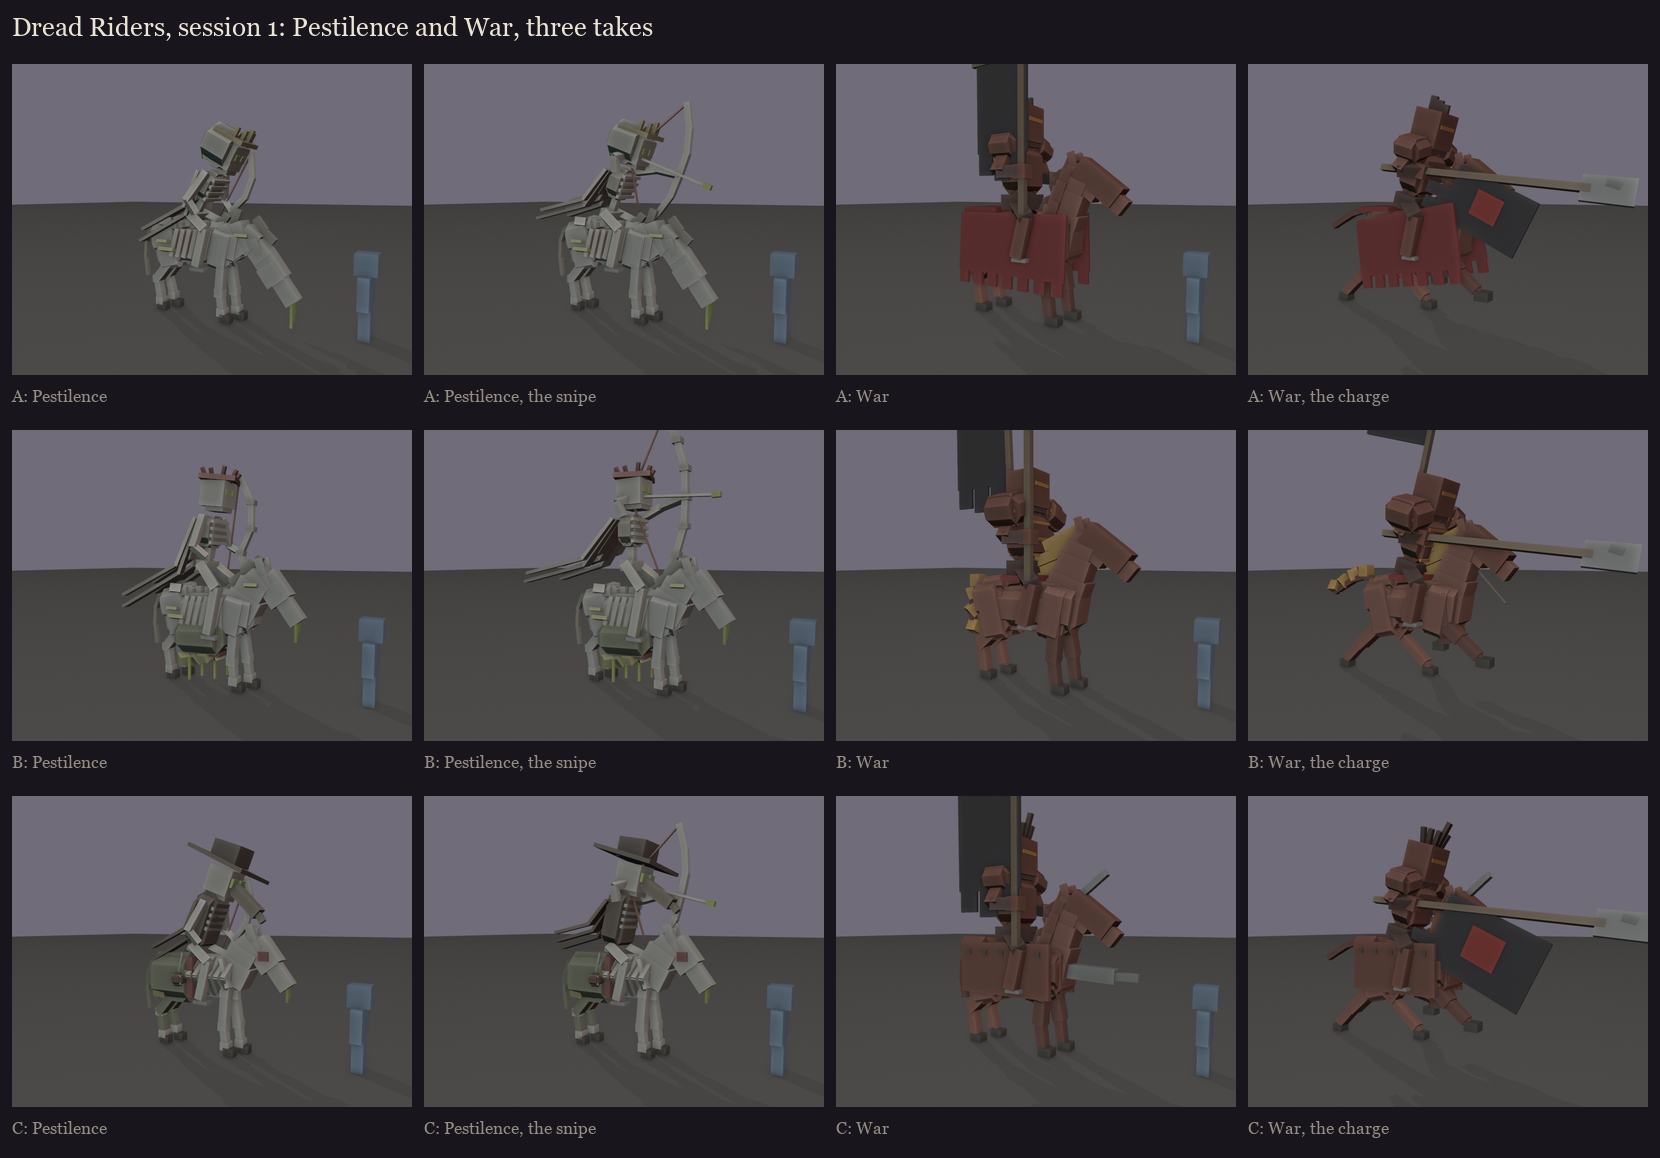 Dread Riders, session 1: Pestilence and War, three takes
A: Pestilence
A: Pestilence, the snipe
A: War
A: War, the charge
B: Pestilence
B: Pestilence, the snipe
B: War
B: War, the charge
C: Pestilence
C: Pestilence, the snipe
C: War
C: War, the charge